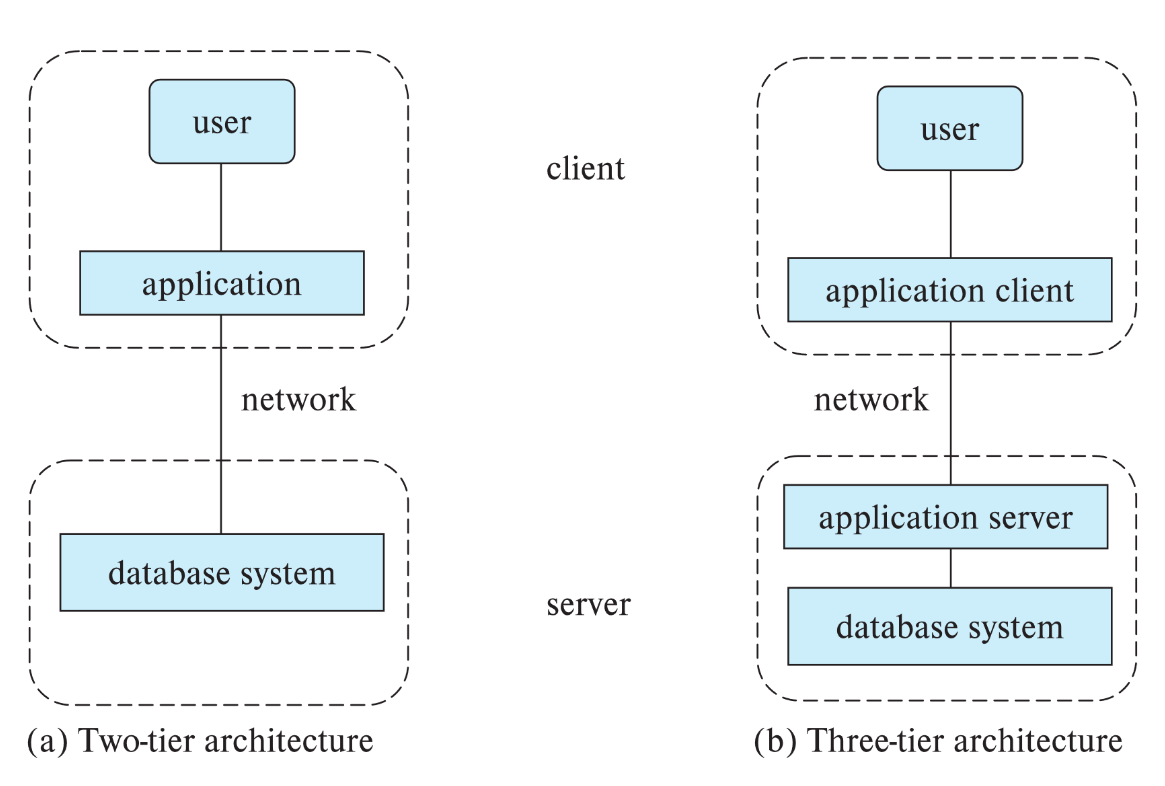 user
application
network
database system
(a) Two-tier architecture
client
server
user
application client
network
application server
database system
(b) Three-tier architecture